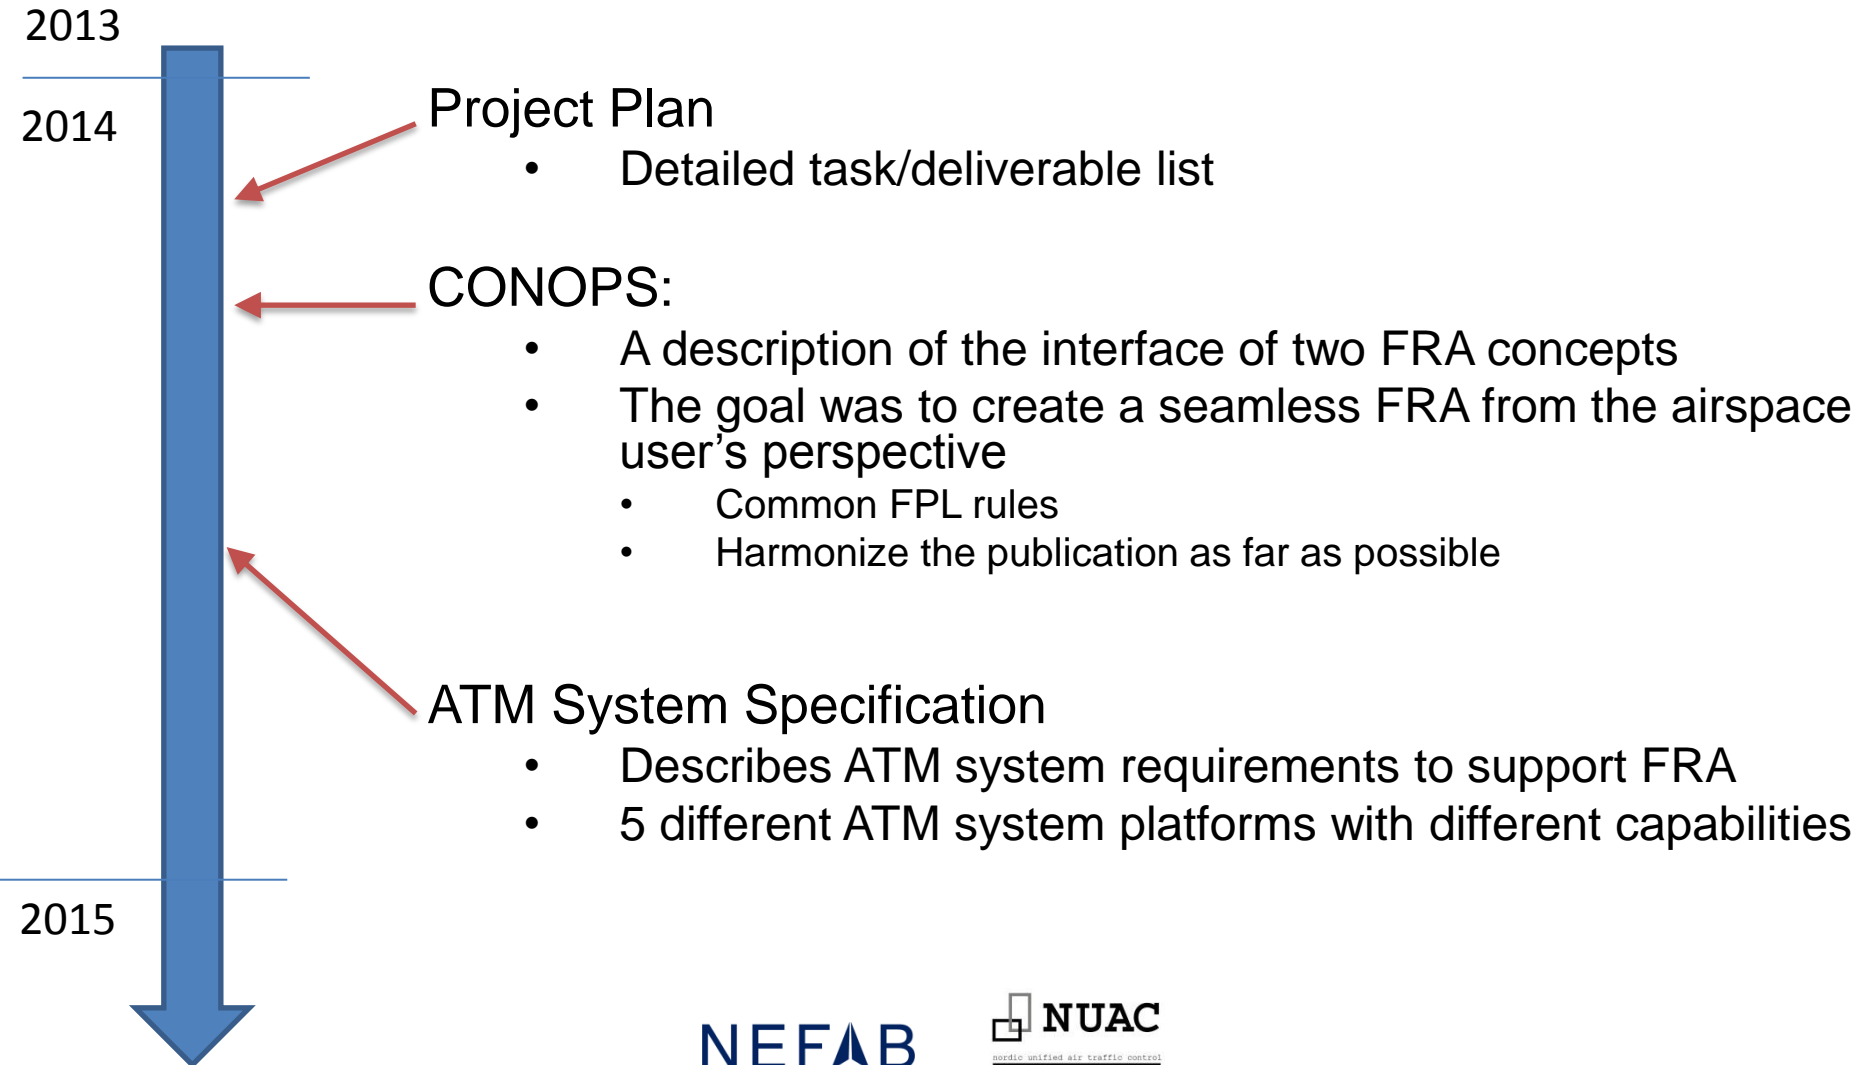 2013
2014
Project Plan
• Detailed task/deliverable list
CONOPS:
• A description of the interface of two FRA concepts
• The goal was to create a seamless FRA from the airspace
user’s perspective
• Common FPL rules
• Harmonize the publication as far as possible
ATM System Specification
• Describes ATM system requirements to support FRA
• 5 different ATM system platforms with different capabilities
2015
NEFAB
NUAC
nordic unified air traffic control